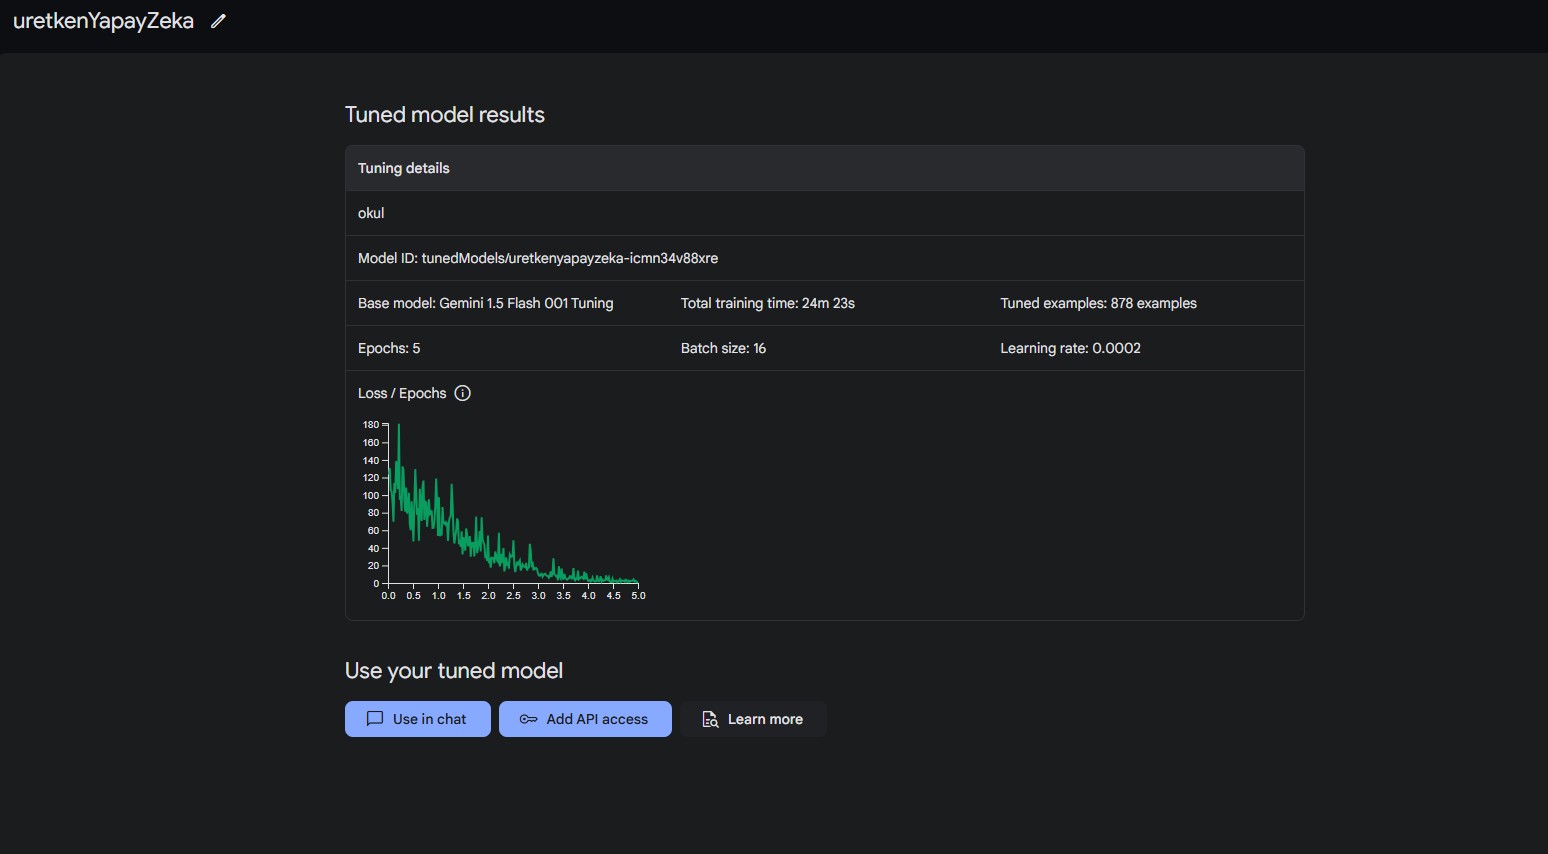 uretkenYapayZeka
Tuned model results
Tuning details
okul
Model ID: tunedModels/uretkenyapayzeka-icmn34v88xre
Base model: Gemini 1.5 Flash 001 Tuning Total training time: 24m 23s Tuned examples: 878 examples
Epochs: 5 Batch size: 16 Learning rate: 0.0002
Loss / Epochs
180
160
140
120
100
80
60
40
20
0
0.0 0.5 1.0 1.5 2.0 2.5 3.0 3.5 4.0 4.5 5.0
Use your tuned model
Use in chat Add API access Learn more